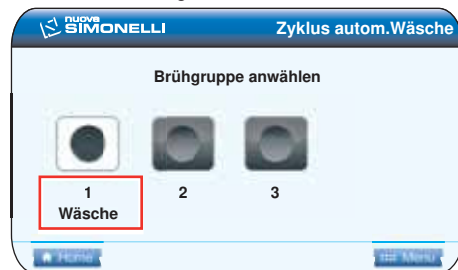 nuova
SIMONELLI
Zyklus autom.Wäsche
Brühgruppe anwählen
1 2 3
Wäsche
Home Menu